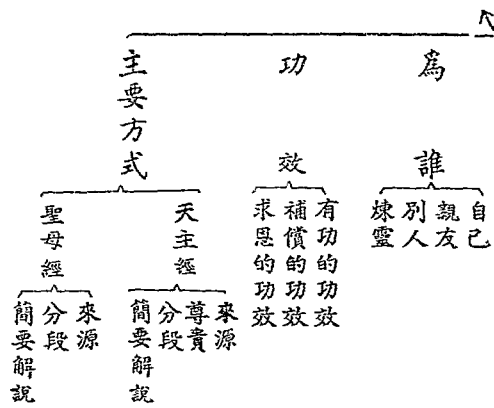 為誰
自己
親友
別人
煉靈
功效
有功的功效
補償的功效
求恩的功效
主要方式
天主經
來源
尊貴
分段
簡要解說
聖母經
來源
分段
簡要解說